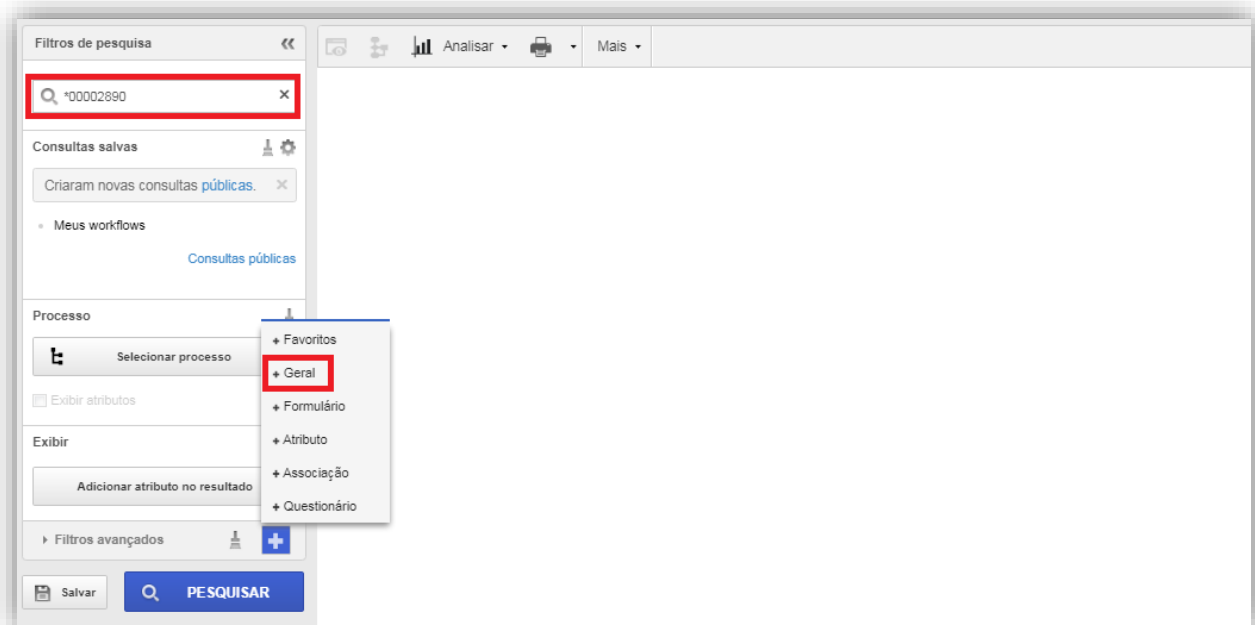 Filtros de pesquisa
Analisar
Mais
*00002890
Consultas salvas
Criaram novas consultas públicas.
Meus workflows
Consultas públicas
Processo
Selecionar processo
Exibir atributos
Exibir
Adicionar atributo no resultado
+ Favoritos
+ Geral
+ Formulário
+ Atributo
+ Associação
+ Questionário
Filtros avançados
Salvar
PESQUISAR